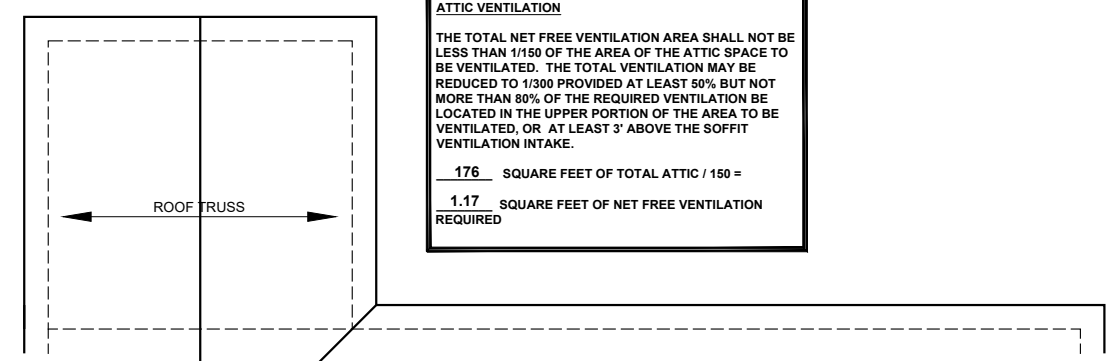 ATTIC VENTILATION
THE TOTAL NET FREE VENTILATION AREA SHALL NOT BE
LESS THAN 1/150 OF THE AREA OF THE ATTIC SPACE TO
BE VENTILATED. THE TOTAL VENTILATION MAY BE
REDUCED TO 1/300 PROVIDED AT LEAST 50% BUT NOT
MORE THAN 80% OF THE REQUIRED VENTILATION BE
LOCATED IN THE UPPER PORTION OF THE AREA TO BE
VENTILATED, OR AT LEAST 3' ABOVE THE SOFFIT
VENTILATION INTAKE.
176 SQUARE FEET OF TOTAL ATTIC / 150 =
1.17 SQUARE FEET OF NET FREE VENTILATION
REQUIRED
ROOF TRUSS